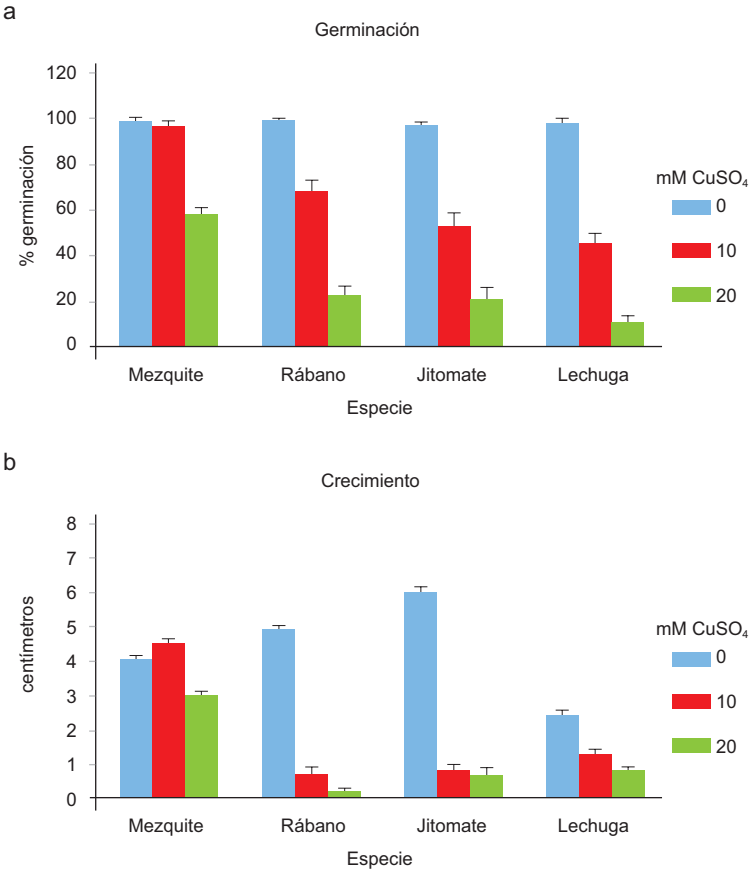 a
Germinación
120
100
80
60
40
20
0
% germinación
Mezquite Rábano Jitomate Lechuga
Especie
mM CuSO₄
0
10
20
b
Crecimiento
8
7
6
5
4
3
2
1
0
centímetros
Mezquite Rábano Jitomate Lechuga
Especie
mM CuSO₄
0
10
20